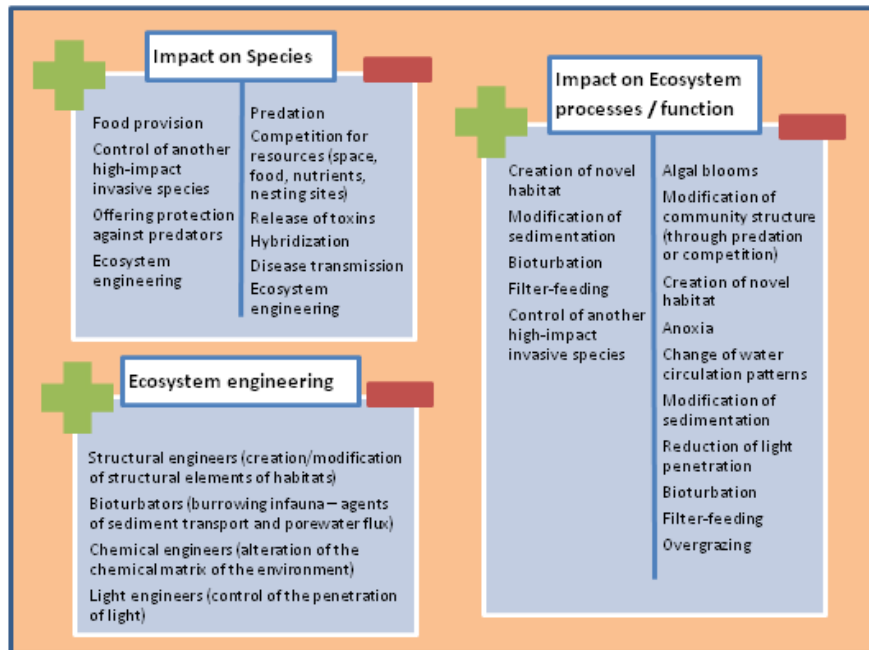 Impact on Species
Food provision
Control of another
high-impact
invasive species
Offering protection
against predators
Ecosystem
engineering
Predation
Competition for
resources (space,
food, nutrients,
nesting sites)
Release of toxins
Hybridization
Disease transmission
Ecosystem
engineering
Ecosystem engineering
Structural engineers (creation/modification
of structural elements of habitats)
Bioturbators (burrowing infauna – agents
of sediment transport and porewater flux)
Chemical engineers (alteration of the
chemical matrix of the environment)
Light engineers (control of the penetration
of light)
Impact on Ecosystem
processes / function
Creation of novel
habitat
Modification of
sedimentation
Bioturbation
Filter-feeding
Control of another
high-impact
invasive species
Algal blooms
Modification of
community structure
(through predation
or competition)
Creation of novel
habitat
Anoxia
Change of water
circulation patterns
Modification of
sedimentation
Reduction of light
penetration
Bioturbation
Filter-feeding
Overgrazing